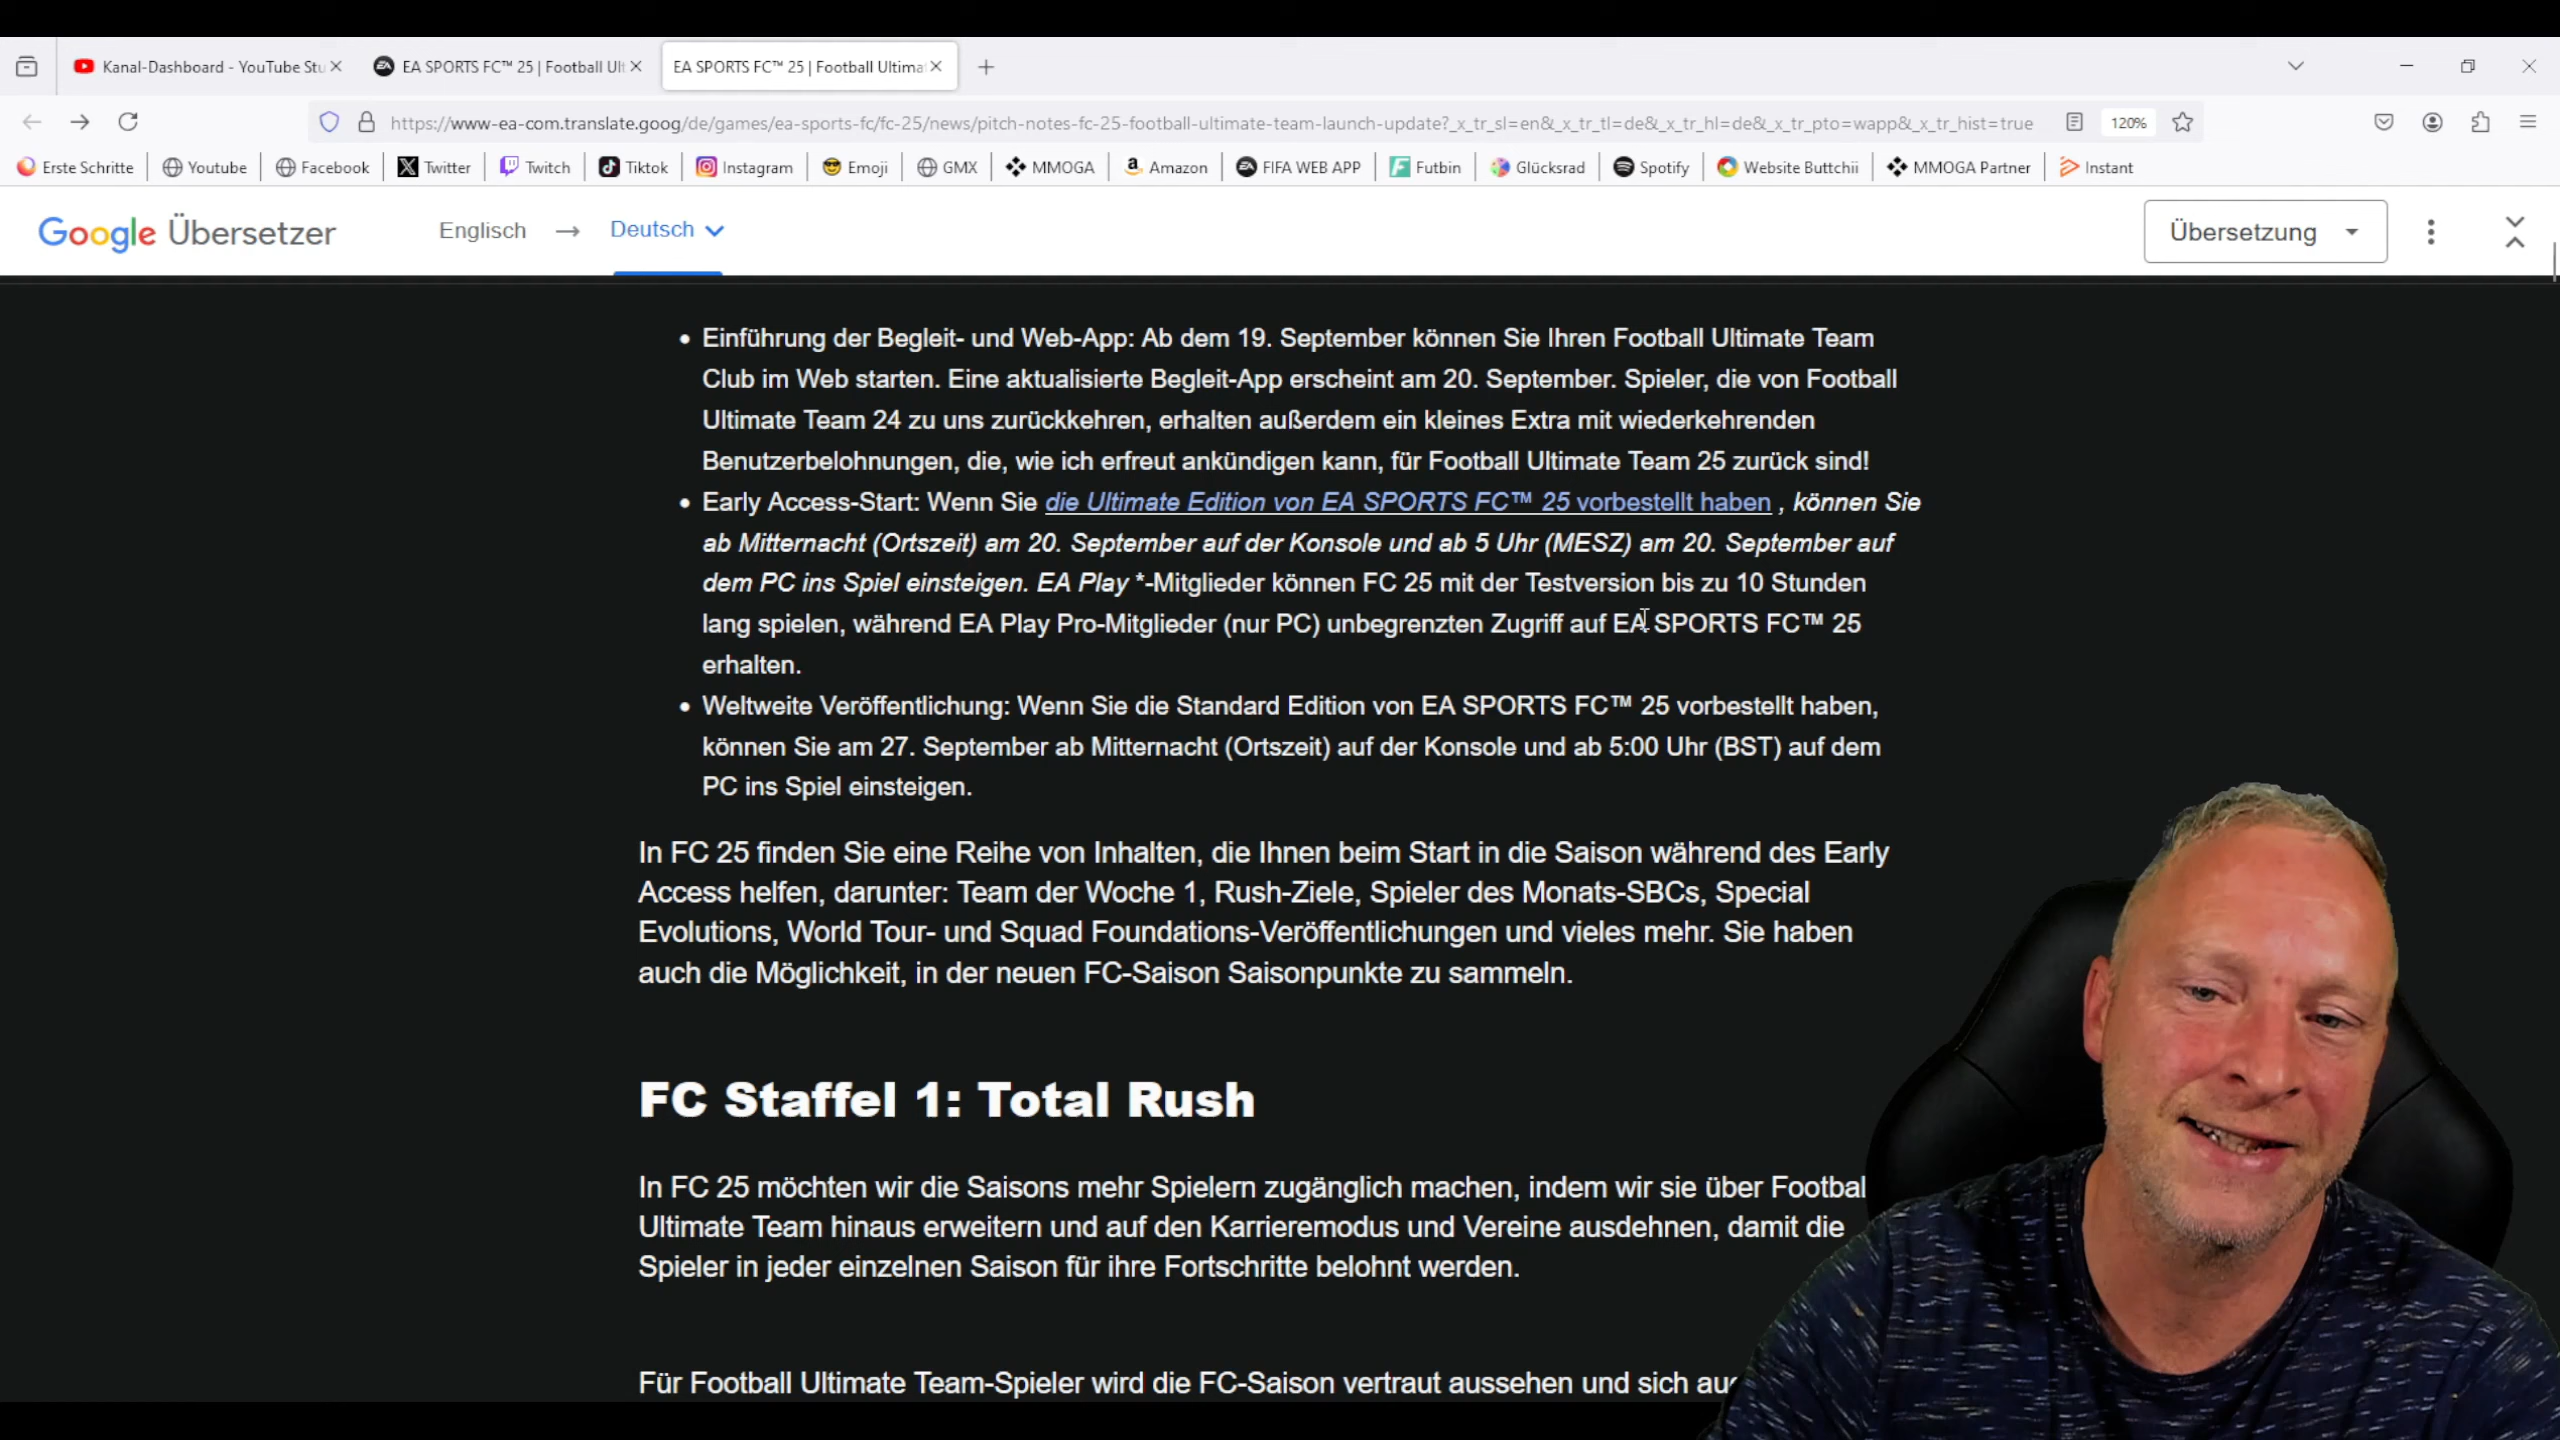 Kanal-Dashboard - YouTube Stu
EA SPORTS FC™ 25 | Football Ult
EA SPORTS FC™ 25 | Football Ultima
https://www-ea-com.translate.goog/de/games/ea-sports-fc/fc-25/news/pitch-notes-fc-25-football-ultimate-team-launch-update?_x_tr_sl=en&_x_tr_tl=de&_x_tr_hl=de&_x_tr_pto=wapp&_x_tr_hist=true
120%
Erste Schritte
Youtube
Facebook
Twitter
Twitch
Tiktok
Instagram
Emoji
GMX
MMOGA
Amazon
FIFA WEB APP
Futbin
Glücksrad
Spotify
Website Buttchii
MMOGA Partner
Instant
Google Übersetzer
Englisch → Deutsch
Übersetzung
• Einführung der Begleit- und Web-App: Ab dem 19. September können Sie Ihren Football Ultimate Team
Club im Web starten. Eine aktualisierte Begleit-App erscheint am 20. September. Spieler, die von Football
Ultimate Team 24 zu uns zurückkehren, erhalten außerdem ein kleines Extra mit wiederkehrenden
Benutzerbelohnungen, die, wie ich erfreut ankündigen kann, für Football Ultimate Team 25 zurück sind!
• Early Access-Start: Wenn Sie die Ultimate Edition von EA SPORTS FC™ 25 vorbestellt haben , können Sie
ab Mitternacht (Ortszeit) am 20. September auf der Konsole und ab 5 Uhr (MESZ) am 20. September auf
dem PC ins Spiel einsteigen. EA Play *-Mitglieder können FC 25 mit der Testversion bis zu 10 Stunden
lang spielen, während EA Play Pro-Mitglieder (nur PC) unbegrenzten Zugriff auf EA SPORTS FC™ 25
erhalten.
• Weltweite Veröffentlichung: Wenn Sie die Standard Edition von EA SPORTS FC™ 25 vorbestellt haben,
können Sie am 27. September ab Mitternacht (Ortszeit) auf der Konsole und ab 5:00 Uhr (BST) auf dem
PC ins Spiel einsteigen.
In FC 25 finden Sie eine Reihe von Inhalten, die Ihnen beim Start in die Saison während des Early
Access helfen, darunter: Team der Woche 1, Rush-Ziele, Spieler des Monats-SBCs, Special
Evolutions, World Tour- und Squad Foundations-Veröffentlichungen und vieles mehr. Sie haben
auch die Möglichkeit, in der neuen FC-Saison Saisonpunkte zu sammeln.
FC Staffel 1: Total Rush
In FC 25 möchten wir die Saisons mehr Spielern zugänglich machen, indem wir sie über Footbal
Ultimate Team hinaus erweitern und auf den Karrieremodus und Vereine ausdehnen, damit die
Spieler in jeder einzelnen Saison für ihre Fortschritte belohnt werden.
Für Football Ultimate Team-Spieler wird die FC-Saison vertraut aussehen und sich